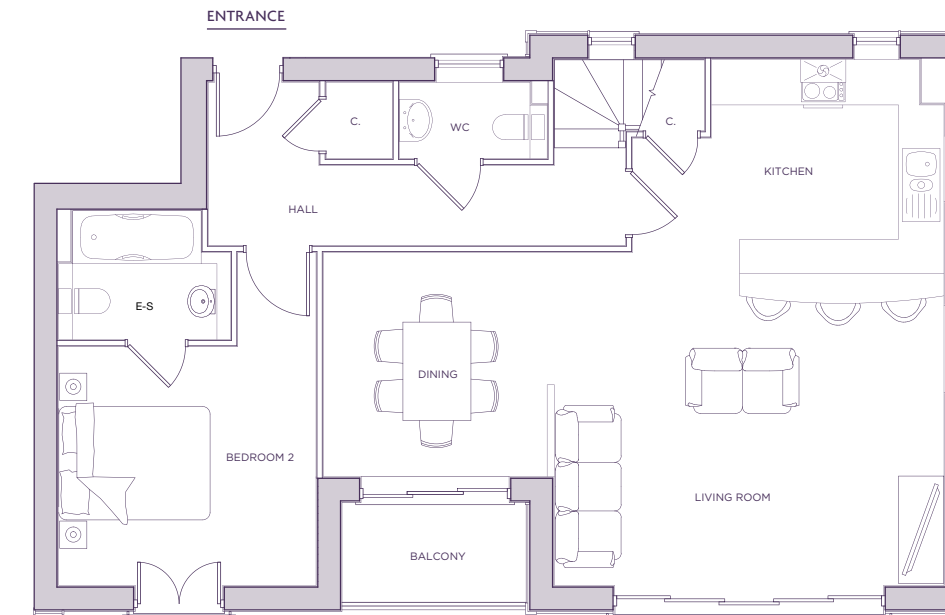 ENTRANCE
C.
WC
C.
KITCHEN
HALL
E-S
DINING
BEDROOM 2
LIVING ROOM
BALCONY